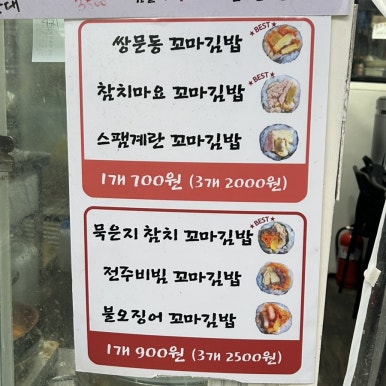 쌍문동 꼬마김밥
BEST
참치마요 꼬마김밥
BEST
스팸계란 꼬마김밥
1개 700원 (3개 2000원)
묵은지 참치 꼬마김밥
BEST
전주비빔 꼬마김밥
불오징어 꼬마김밥
1개 900원 (3개 2500원)